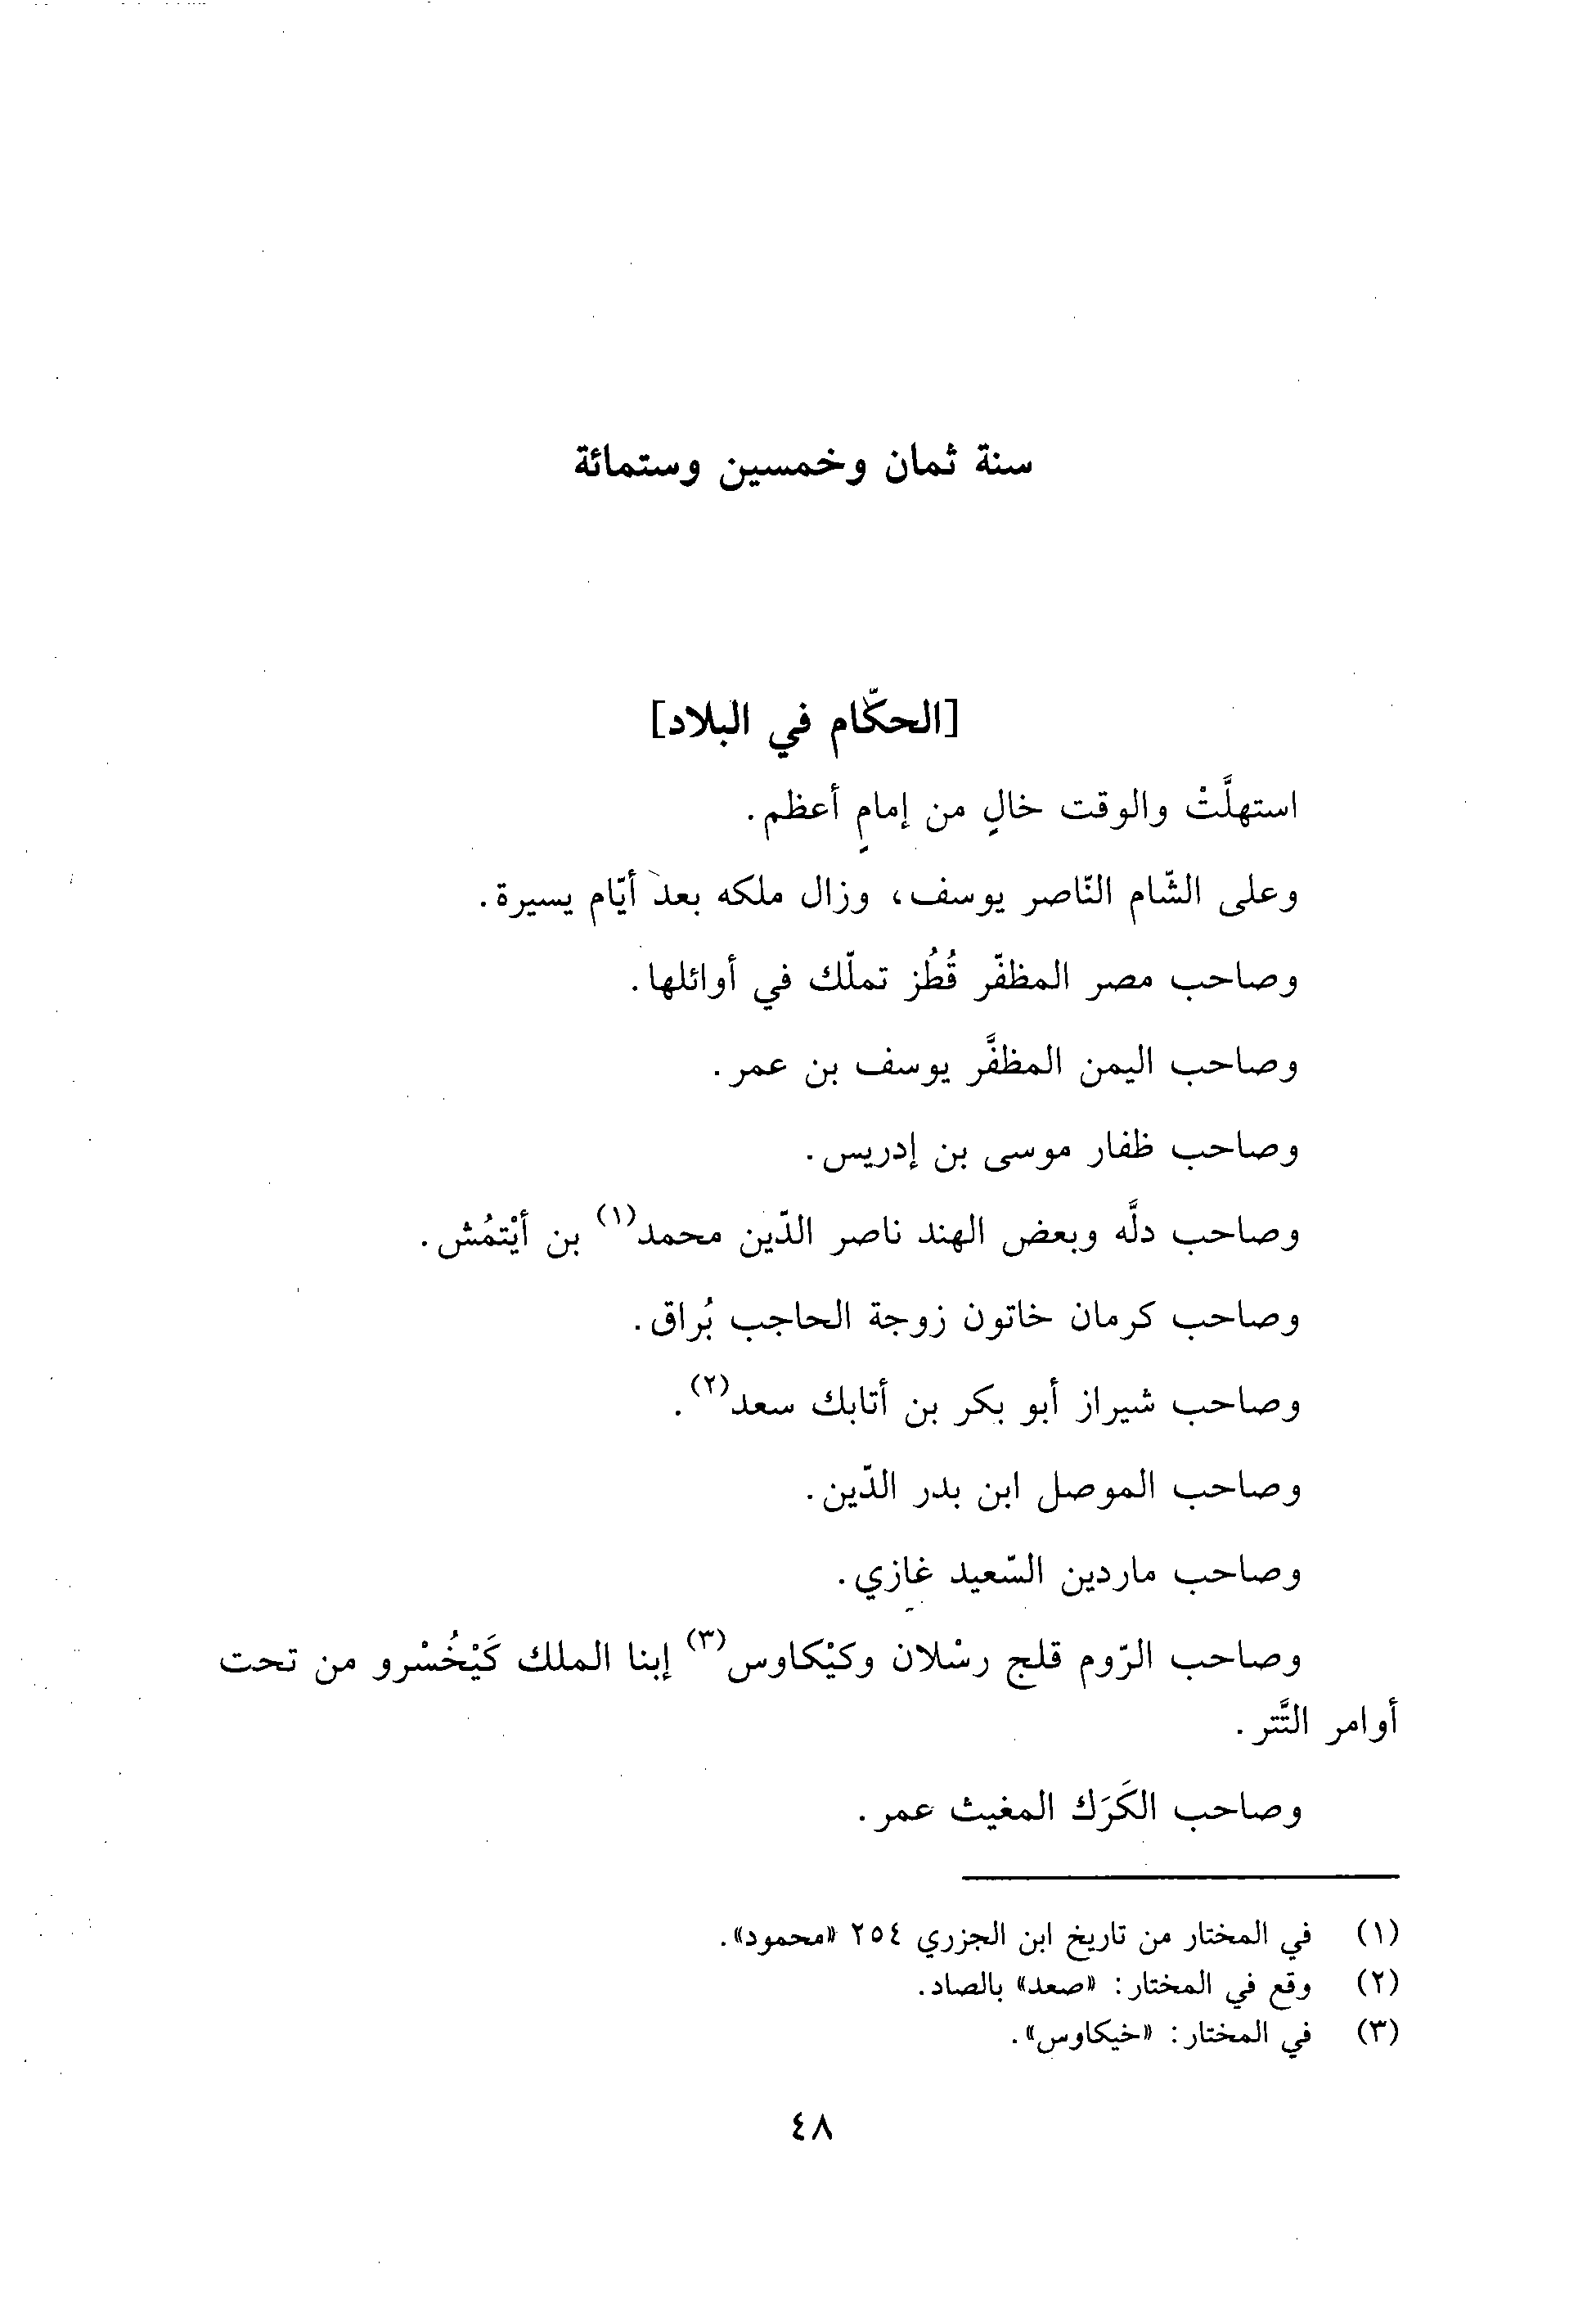 سنة ثمان وخمسين وستمائة
[الحكّام في البلاد]
استهلَّتْ والوقت خالٍ من إمامٍ أعظم.
وعلى الشّام النّاصر يوسف، وزال ملكه بعد أيّام يسيرة.
وصاحب مصر المظفّر قُطُز تملّك في أوائلها.
وصاحب اليمن المظفَّر يوسف بن عمر.
وصاحب ظفار موسى بن إدريس.
وصاحب دلَّه وبعض الهند ناصر الدّين محمد(١) بن أيْتمُش.
وصاحب كرمان خاتون زوجة الحاجب بُراق.
وصاحب شيراز أبو بكر بن أتابك سعد(٢).
وصاحب الموصل ابن بدر الدّين.
وصاحب ماردين السّعيد غازي.
وصاحب الرّوم قلج رسْلان وكيْكاوس(٣) إبنا الملك كَيْخُسْرو من تحت
أوامر التَّتر.
وصاحب الكَرَك المغيث عمر.
(١) في المختار من تاريخ ابن الجزري ٢٥٤ «محمود».
(٢) وقع في المختار: «صعد» بالصاد.
(٣) في المختار: «خيكاوس».
٤٨